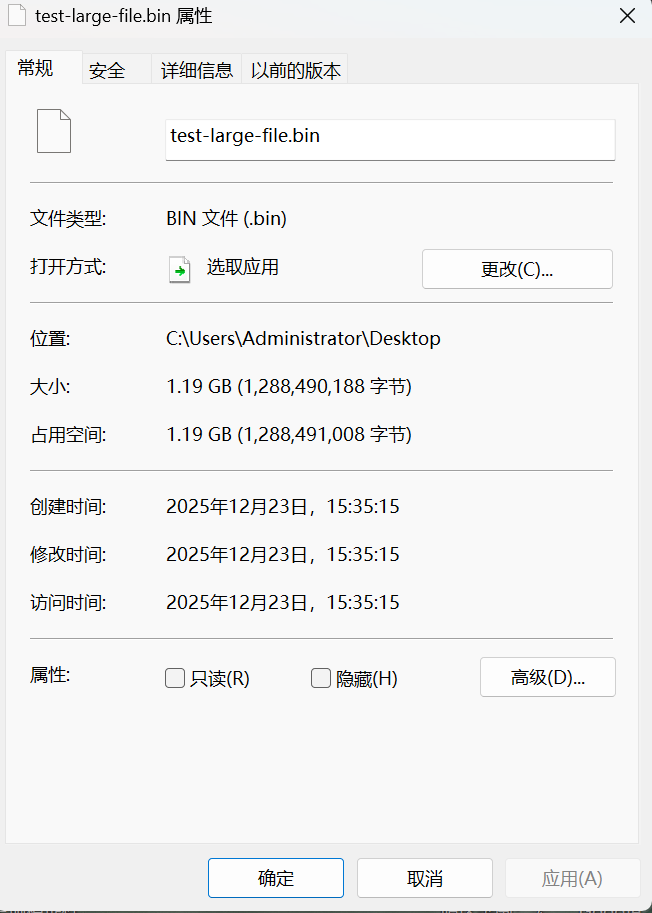 test-large-file.bin 属性
常规 安全 详细信息 以前的版本
test-large-file.bin
文件类型: BIN 文件 (.bin)
打开方式: 选取应用 更改(C)...
位置: C:\Users\Administrator\Desktop
大小: 1.19 GB (1,288,490,188 字节)
占用空间: 1.19 GB (1,288,491,008 字节)
创建时间: 2025年12月23日，15:35:15
修改时间: 2025年12月23日，15:35:15
访问时间: 2025年12月23日，15:35:15
属性: 只读(R) 隐藏(H) 高级(D)...
确定 取消 应用(A)